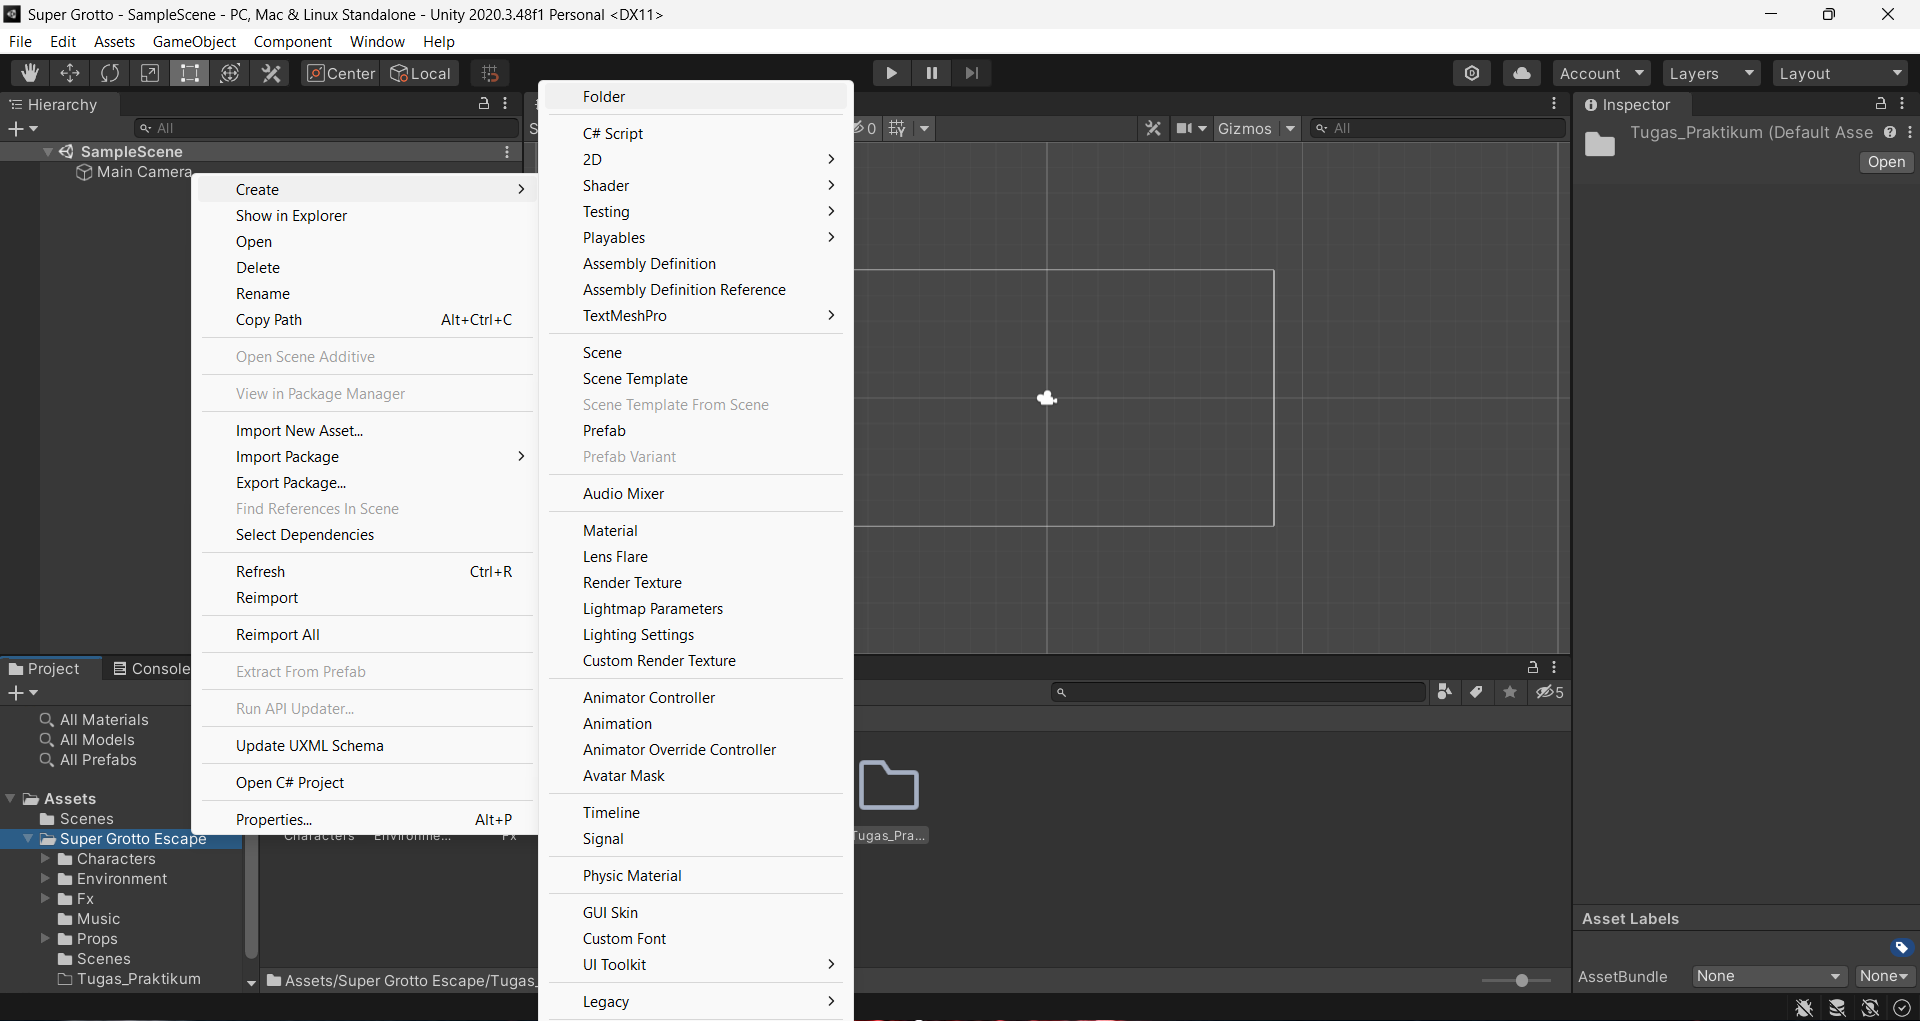 Super Grotto - SampleScene - PC, Mac & Linux Standalone - Unity 2020.3.48f1 Personal <DX11>
File Edit Assets GameObject Component Window Help
Center Local Account Layers Layout
Hierarchy
All
SampleScene
Main Camera
Create
Show in Explorer
Open
Delete
Rename
Copy Path Alt+Ctrl+C
Open Scene Additive
View in Package Manager
Import New Asset...
Import Package
Export Package...
Find References In Scene
Select Dependencies
Refresh Ctrl+R
Reimport
Reimport All
Extract From Prefab
Run API Updater...
Update UXML Schema
Open C# Project
Properties... Alt+P
Folder
C# Script
2D
Shader
Testing
Playables
Assembly Definition
Assembly Definition Reference
TextMeshPro
Scene
Scene Template
Scene Template From Scene
Prefab
Prefab Variant
Audio Mixer
Material
Lens Flare
Render Texture
Lightmap Parameters
Lighting Settings
Custom Render Texture
Animator Controller
Animation
Animator Override Controller
Avatar Mask
Timeline
Signal
Physic Material
GUI Skin
Custom Font
UI Toolkit
Legacy
0 Gizmos All
Inspector
Tugas_Praktikum (Default Asse
Open
Project Console
5
All Materials
All Models
All Prefabs
Assets
Scenes
Super Grotto Escape
Characters
Environment
Fx
Music
Props
Scenes
Tugas_Praktikum
Characters Environme... Fx Tugas_Pra...
Assets/Super Grotto Escape/Tugas_
Asset Labels
AssetBundle None None